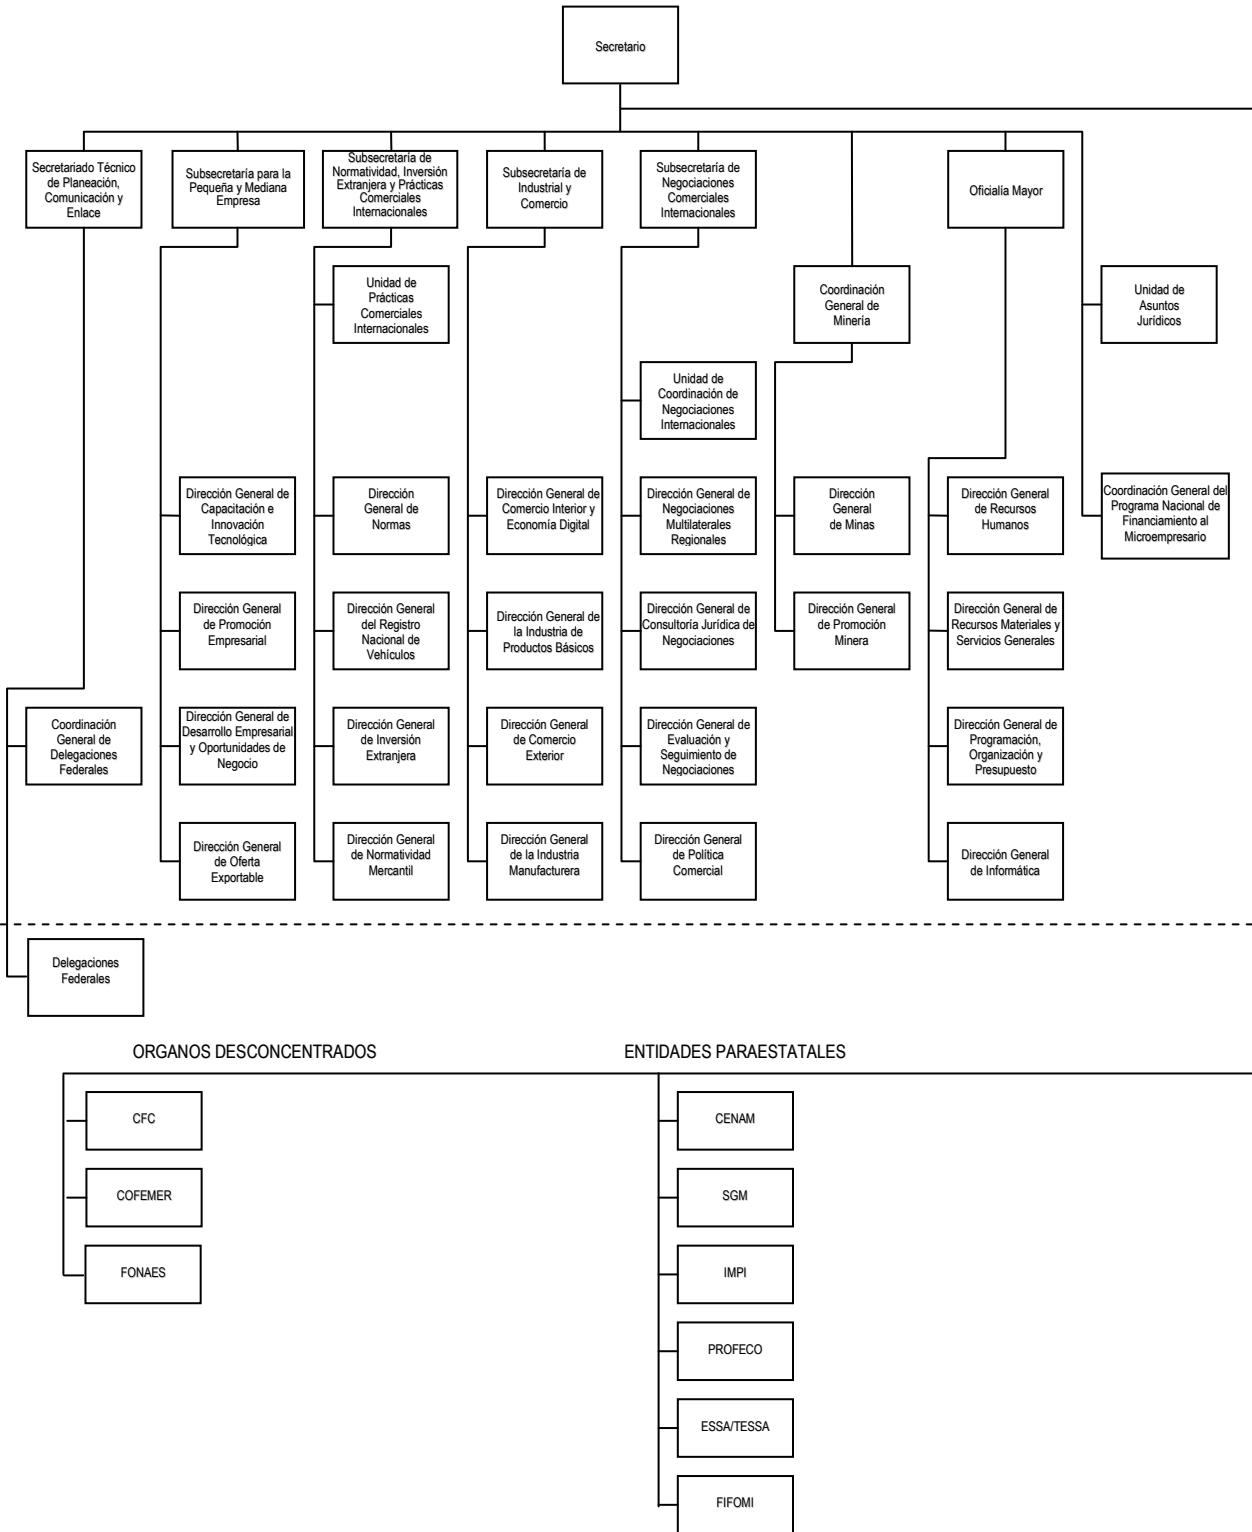 Secretario
Secretariado Técnico
de Planeación,
Comunicación y
Enlace
Subsecretaría para la
Pequeña y Mediana
Empresa
Subsecretaría de
Normatividad, Inversión
Extranjera y Prácticas
Comerciales
Internacionales
Subsecretaría de
Industrial y
Comercio
Subsecretaría de
Negociaciones
Comerciales
Internacionales
Oficialía Mayor
Unidad de
Prácticas
Comerciales
Internacionales
Coordinación
General de
Minería
Unidad de
Asuntos
Jurídicos
Unidad de
Coordinación de
Negociaciones
Internacionales
Dirección General de
Capacitación e
Innovación
Tecnológica
Dirección
General de
Normas
Dirección General de
Comercio Interior y
Economía Digital
Dirección General de
Negociaciones
Multilaterales
Regionales
Dirección
General
de Minas
Dirección General
de Recursos
Humanos
Coordinación General del
Programa Nacional de
Financiamiento al
Microempresario
Dirección General
de Promoción
Empresarial
Dirección General
del Registro
Nacional de
Vehículos
Dirección General de
la Industria de
Productos Básicos
Dirección General de
Consultoría Jurídica de
Negociaciones
Dirección General
de Promoción
Minera
Dirección General de
Recursos Materiales y
Servicios Generales
Coordinación
General de
Delegaciones
Federales
Dirección General de
Desarrollo Empresarial
y Oportunidades de
Negocio
Dirección General
de Inversión
Extranjera
Dirección General
de Comercio
Exterior
Dirección General de
Evaluación y
Seguimiento de
Negociaciones
Dirección General de
Programación,
Organización y
Presupuesto
Dirección General
de Oferta
Exportable
Dirección General
de Normatividad
Mercantil
Dirección General
de la Industria
Manufacturera
Dirección General
de Política
Comercial
Dirección General
de Informática
Delegaciones
Federales
ORGANOS DESCONCENTRADOS
ENTIDADES PARAESTATALES
CFC
COFEMER
FONAES
CENAM
SGM
IMPI
PROFECO
ESSA/TESSA
FIFOMI